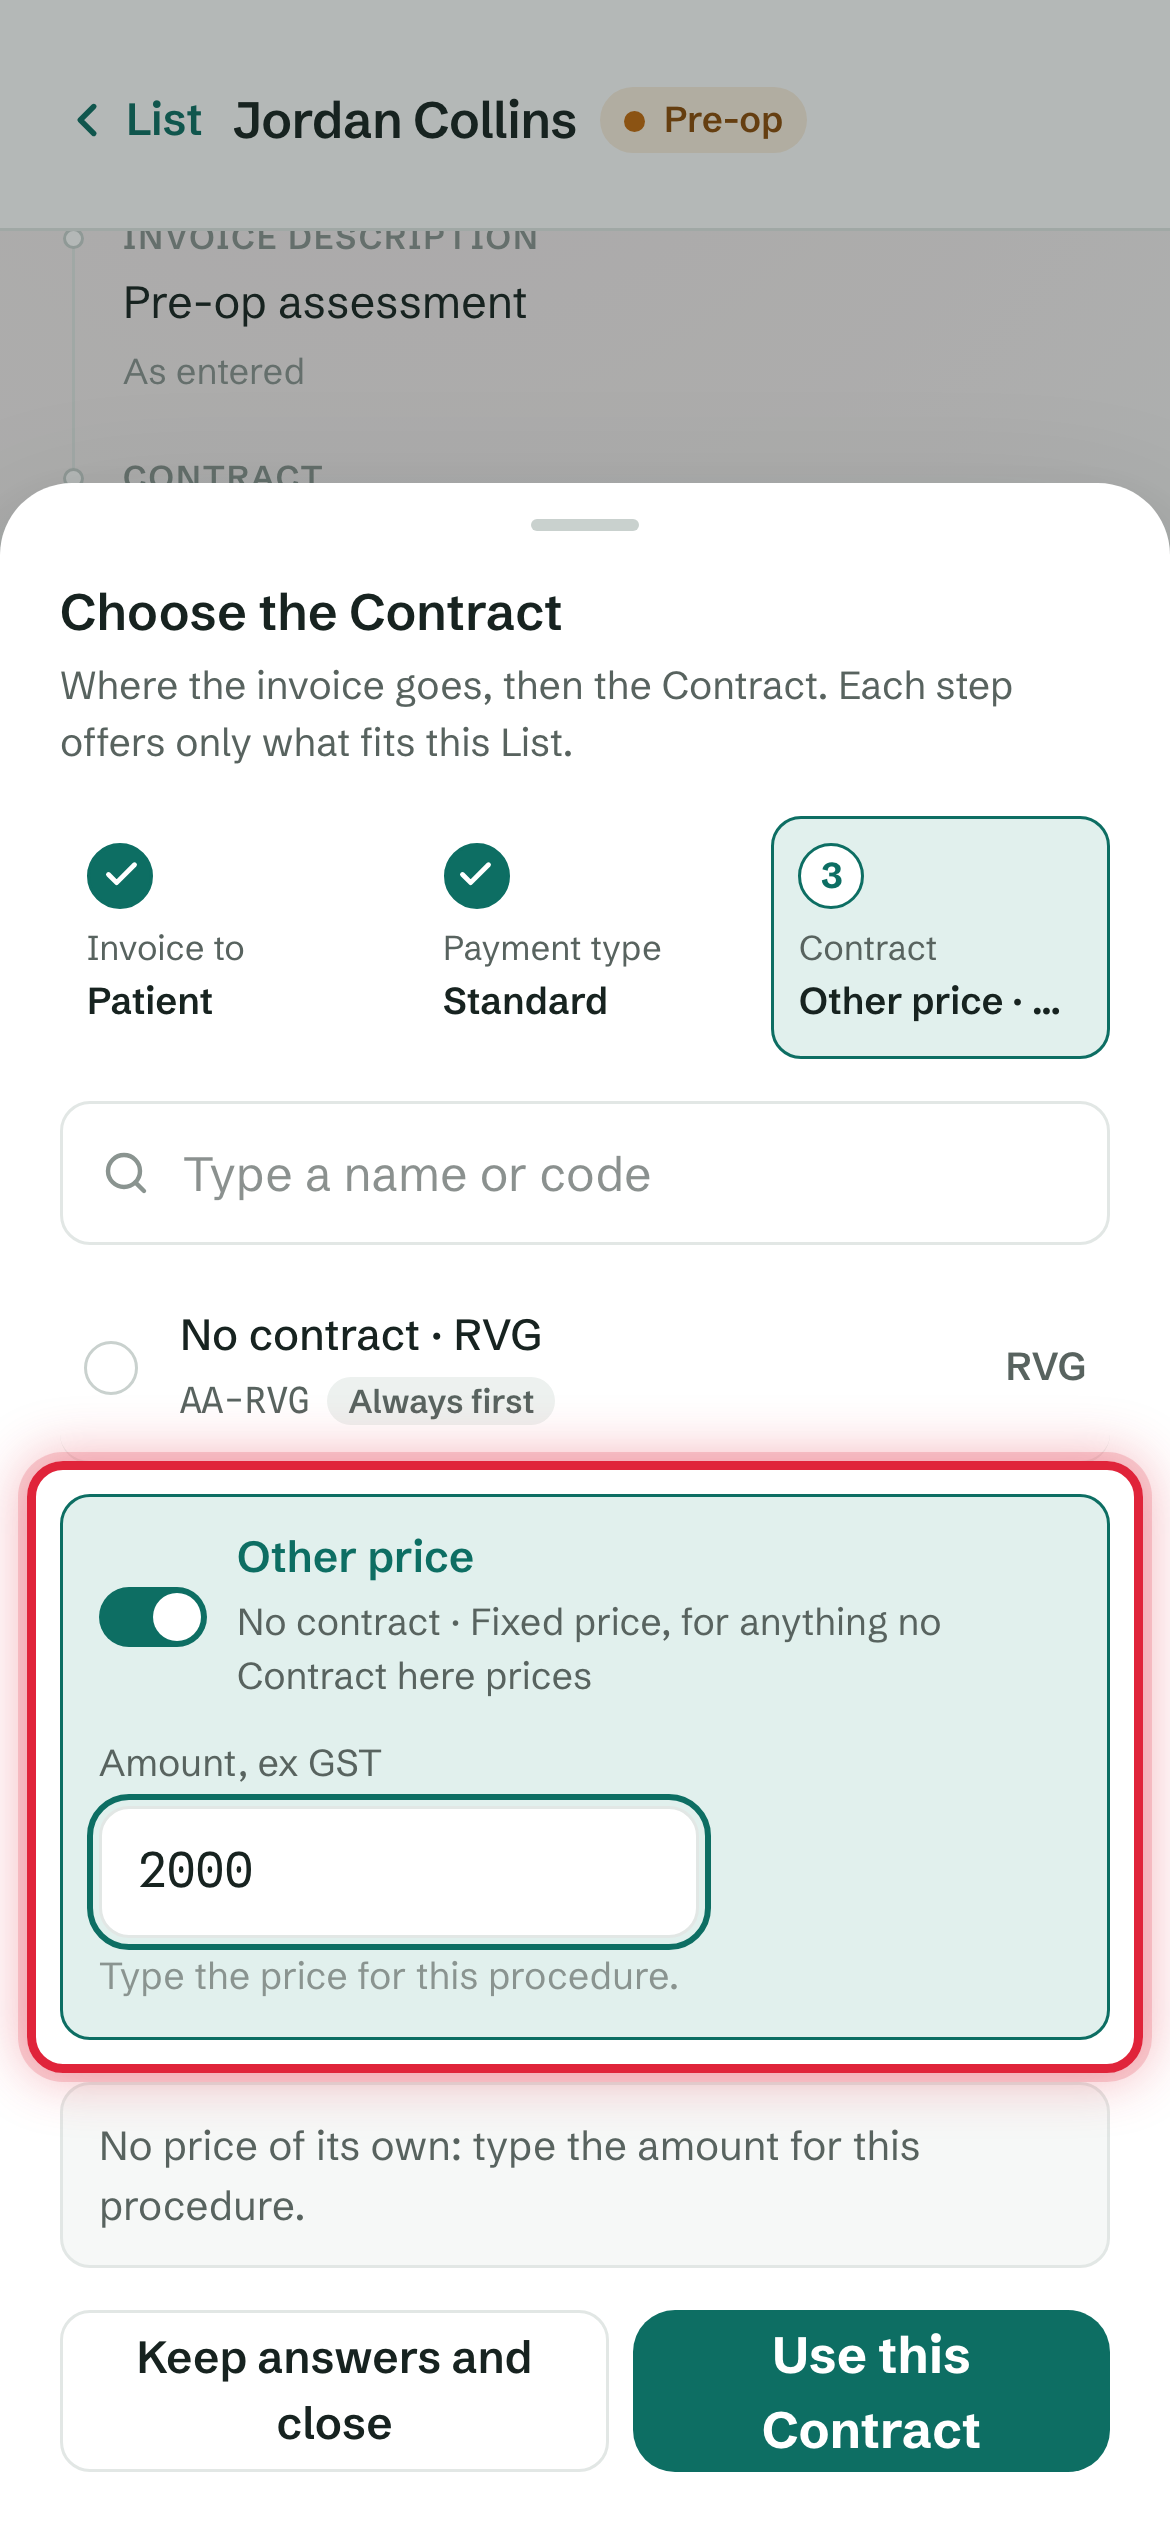 List Jordan Collins Pre-op
INVOICE DESCRIPTION
Pre-op assessment
As entered
CONTRACT
Choose the Contract
Where the invoice goes, then the Contract. Each step
offers only what fits this List.
Invoice to
Patient
Payment type
Standard
3
Contract
Other price · ...
Type a name or code
No contract · RVG
AA-RVG Always first
RVG
Other price
No contract · Fixed price, for anything no
Contract here prices
Amount, ex GST
2000
Type the price for this procedure.
No price of its own: type the amount for this
procedure.
Keep answers and
close
Use this
Contract